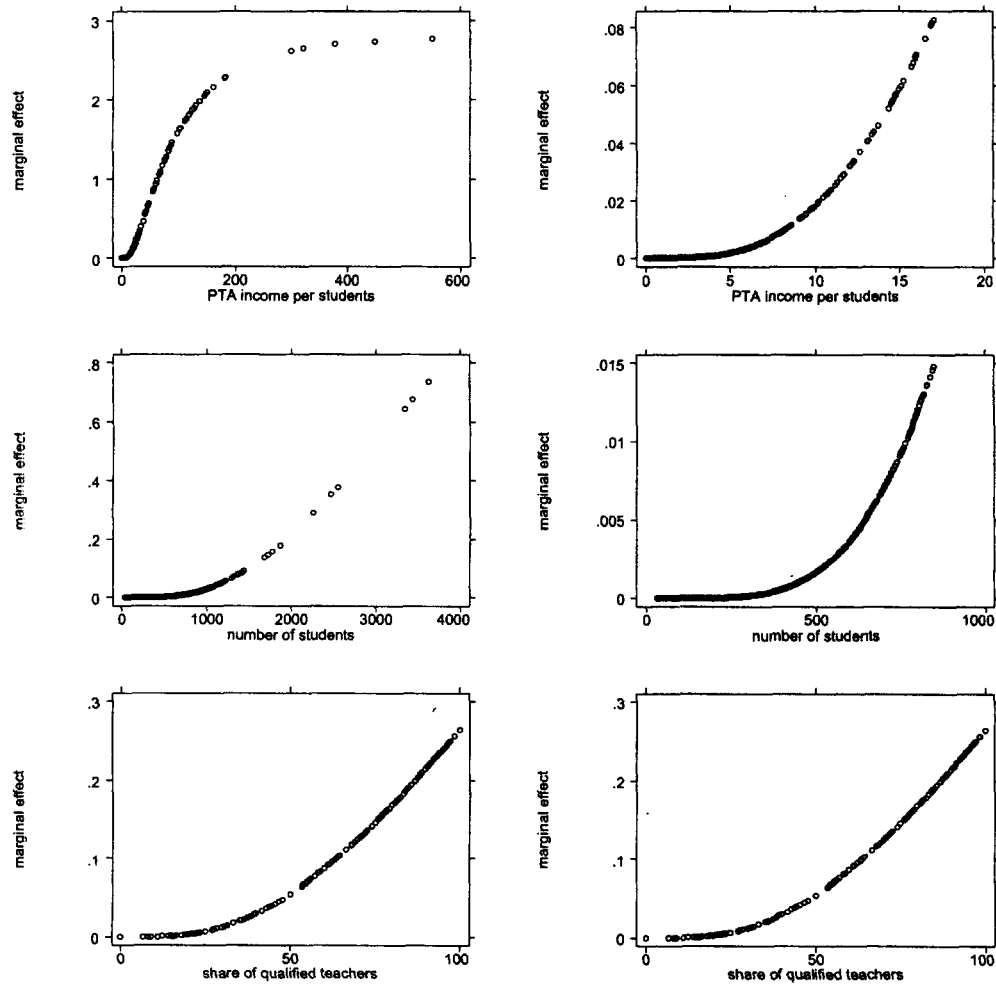 marginal effect
3
2
1
0
0 200 400 600
PTA income per students
marginal effect
.08
.06
.04
.02
0
0 5 10 15 20
PTA income per students
marginal effect
.8
.6
.4
.2
0
0 1000 2000 3000 4000
number of students
marginal effect
.015
.01
.005
0
0 500 1000
number of students
marginal effect
.3
.2
.1
0
0 50 100
share of qualified teachers
marginal effect
.3
.2
.1
0
0 50 100
share of qualified teachers